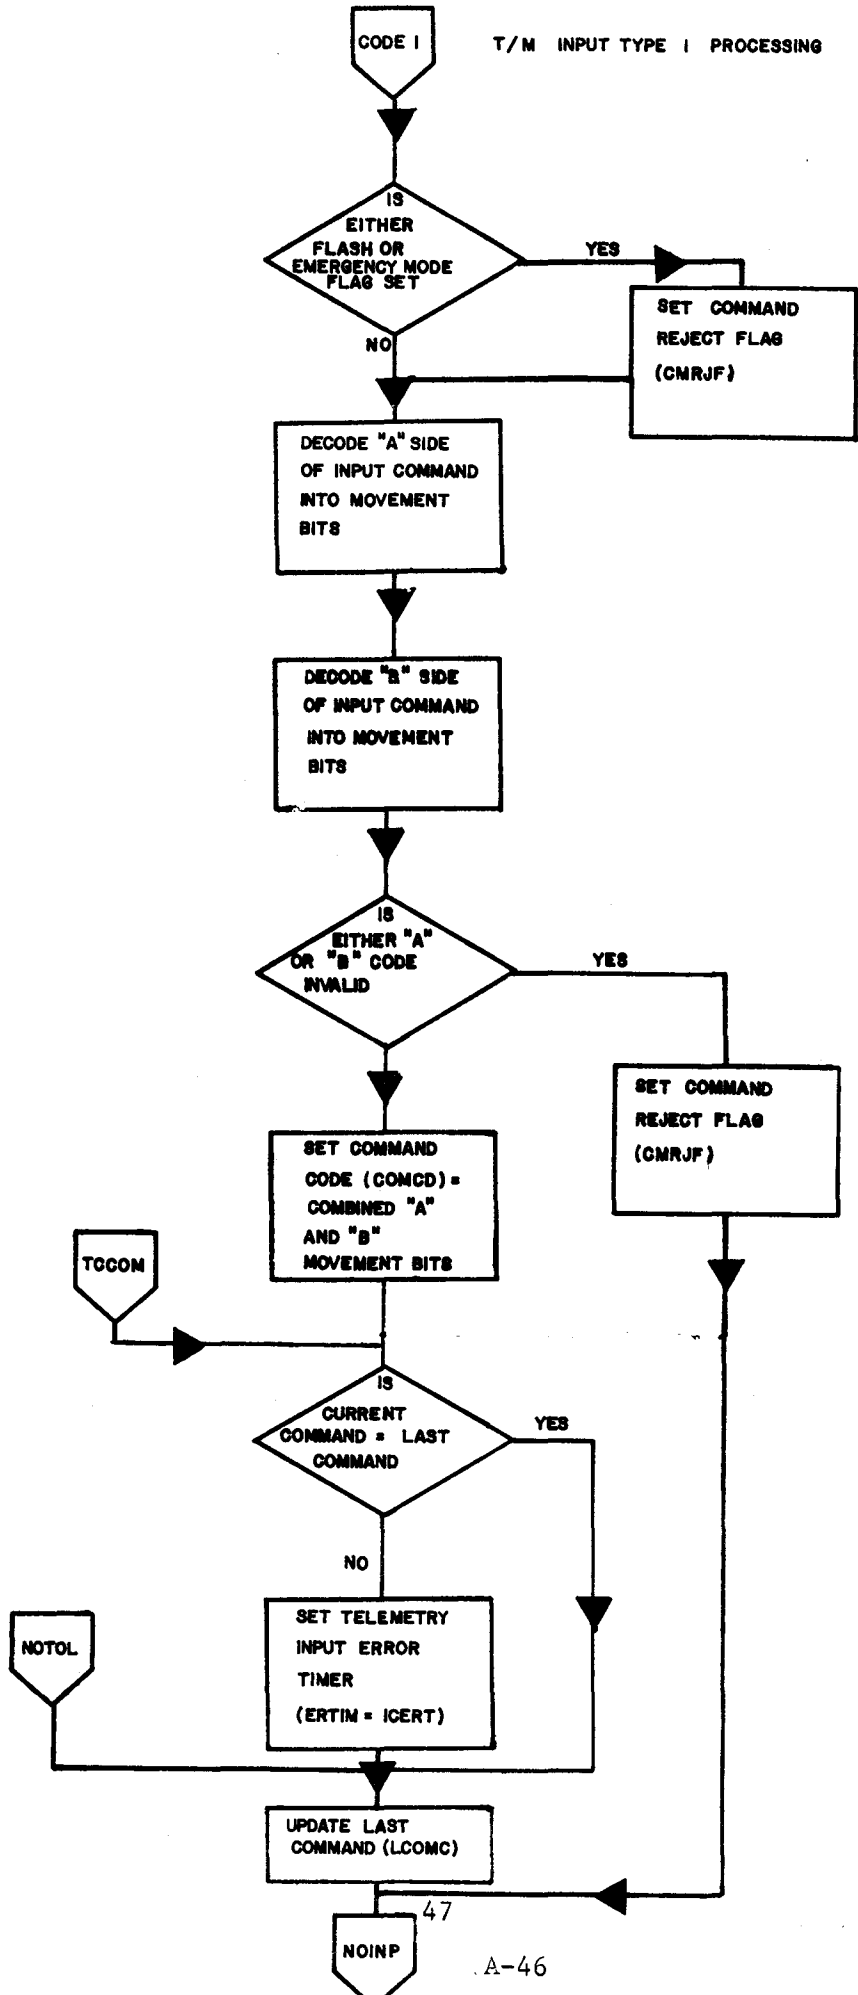 CODE 1
T/M INPUT TYPE 1 PROCESSING
IS
EITHER
FLASH OR
EMERGENCY MODE
FLAG SET
YES
SET COMMAND
REJECT FLAG
(CMRJF)
NO
DECODE "A" SIDE
OF INPUT COMMAND
INTO MOVEMENT
BITS
DECODE "B" SIDE
OF INPUT COMMAND
INTO MOVEMENT
BITS
IS
EITHER "A"
OR "B" CODE
INVALID
YES
SET COMMAND
REJECT FLAG
(CMRJF)
SET COMMAND
CODE (COMCD) =
COMBINED "A"
AND "B"
MOVEMENT BITS
TCCOM
IS
CURRENT
COMMAND = LAST
COMMAND
YES
NO
SET TELEMETRY
INPUT ERROR
TIMER
(ERTIM = ICERT)
NOTOL
UPDATE LAST
COMMAND (LCOMC)
47
NOINP
A-46